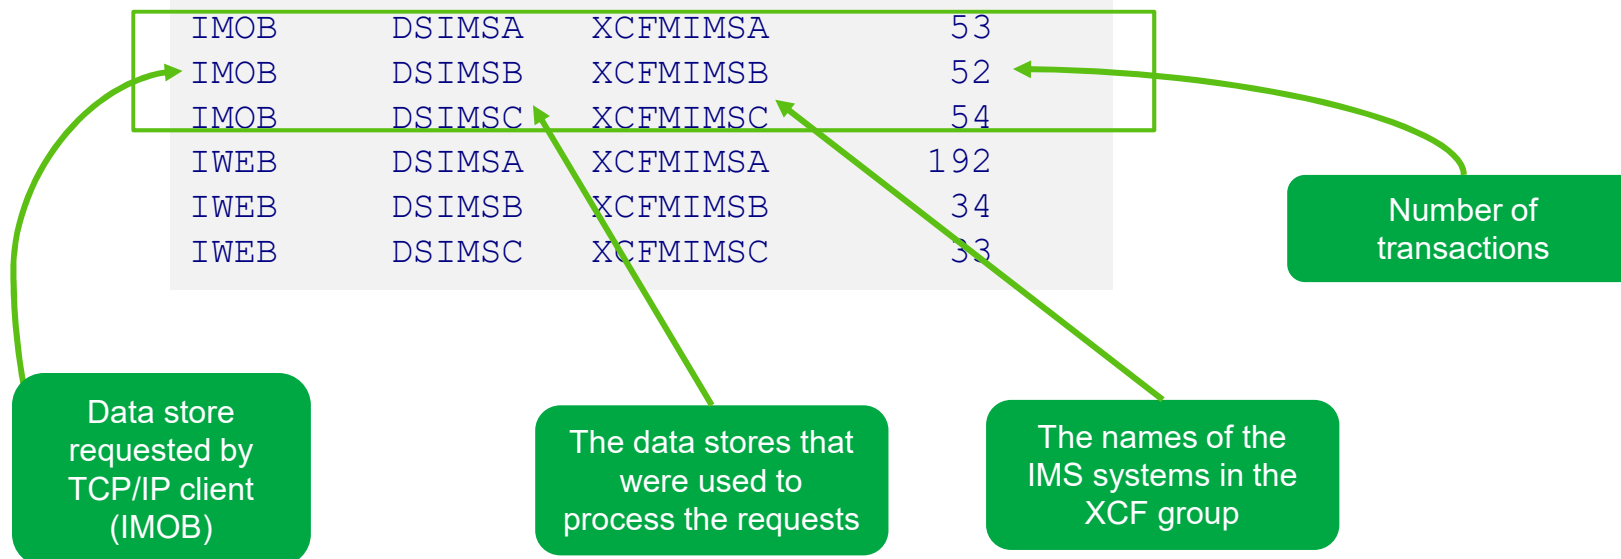 IMOB DSIMSA XCFMIMSA 53
IMOB DSIMSB XCFMIMSB 52
IMOB DSIMSC XCFMIMSC 54
IWEB DSIMSA XCFMIMSA 192
IWEB DSIMSB XCFMIMSB 34
IWEB DSIMSC XCFMIMSC 33
Number of
transactions
Data store
requested by
TCP/IP client
(IMOB)
The data stores that
were used to
process the requests
The names of the
IMS systems in the
XCF group